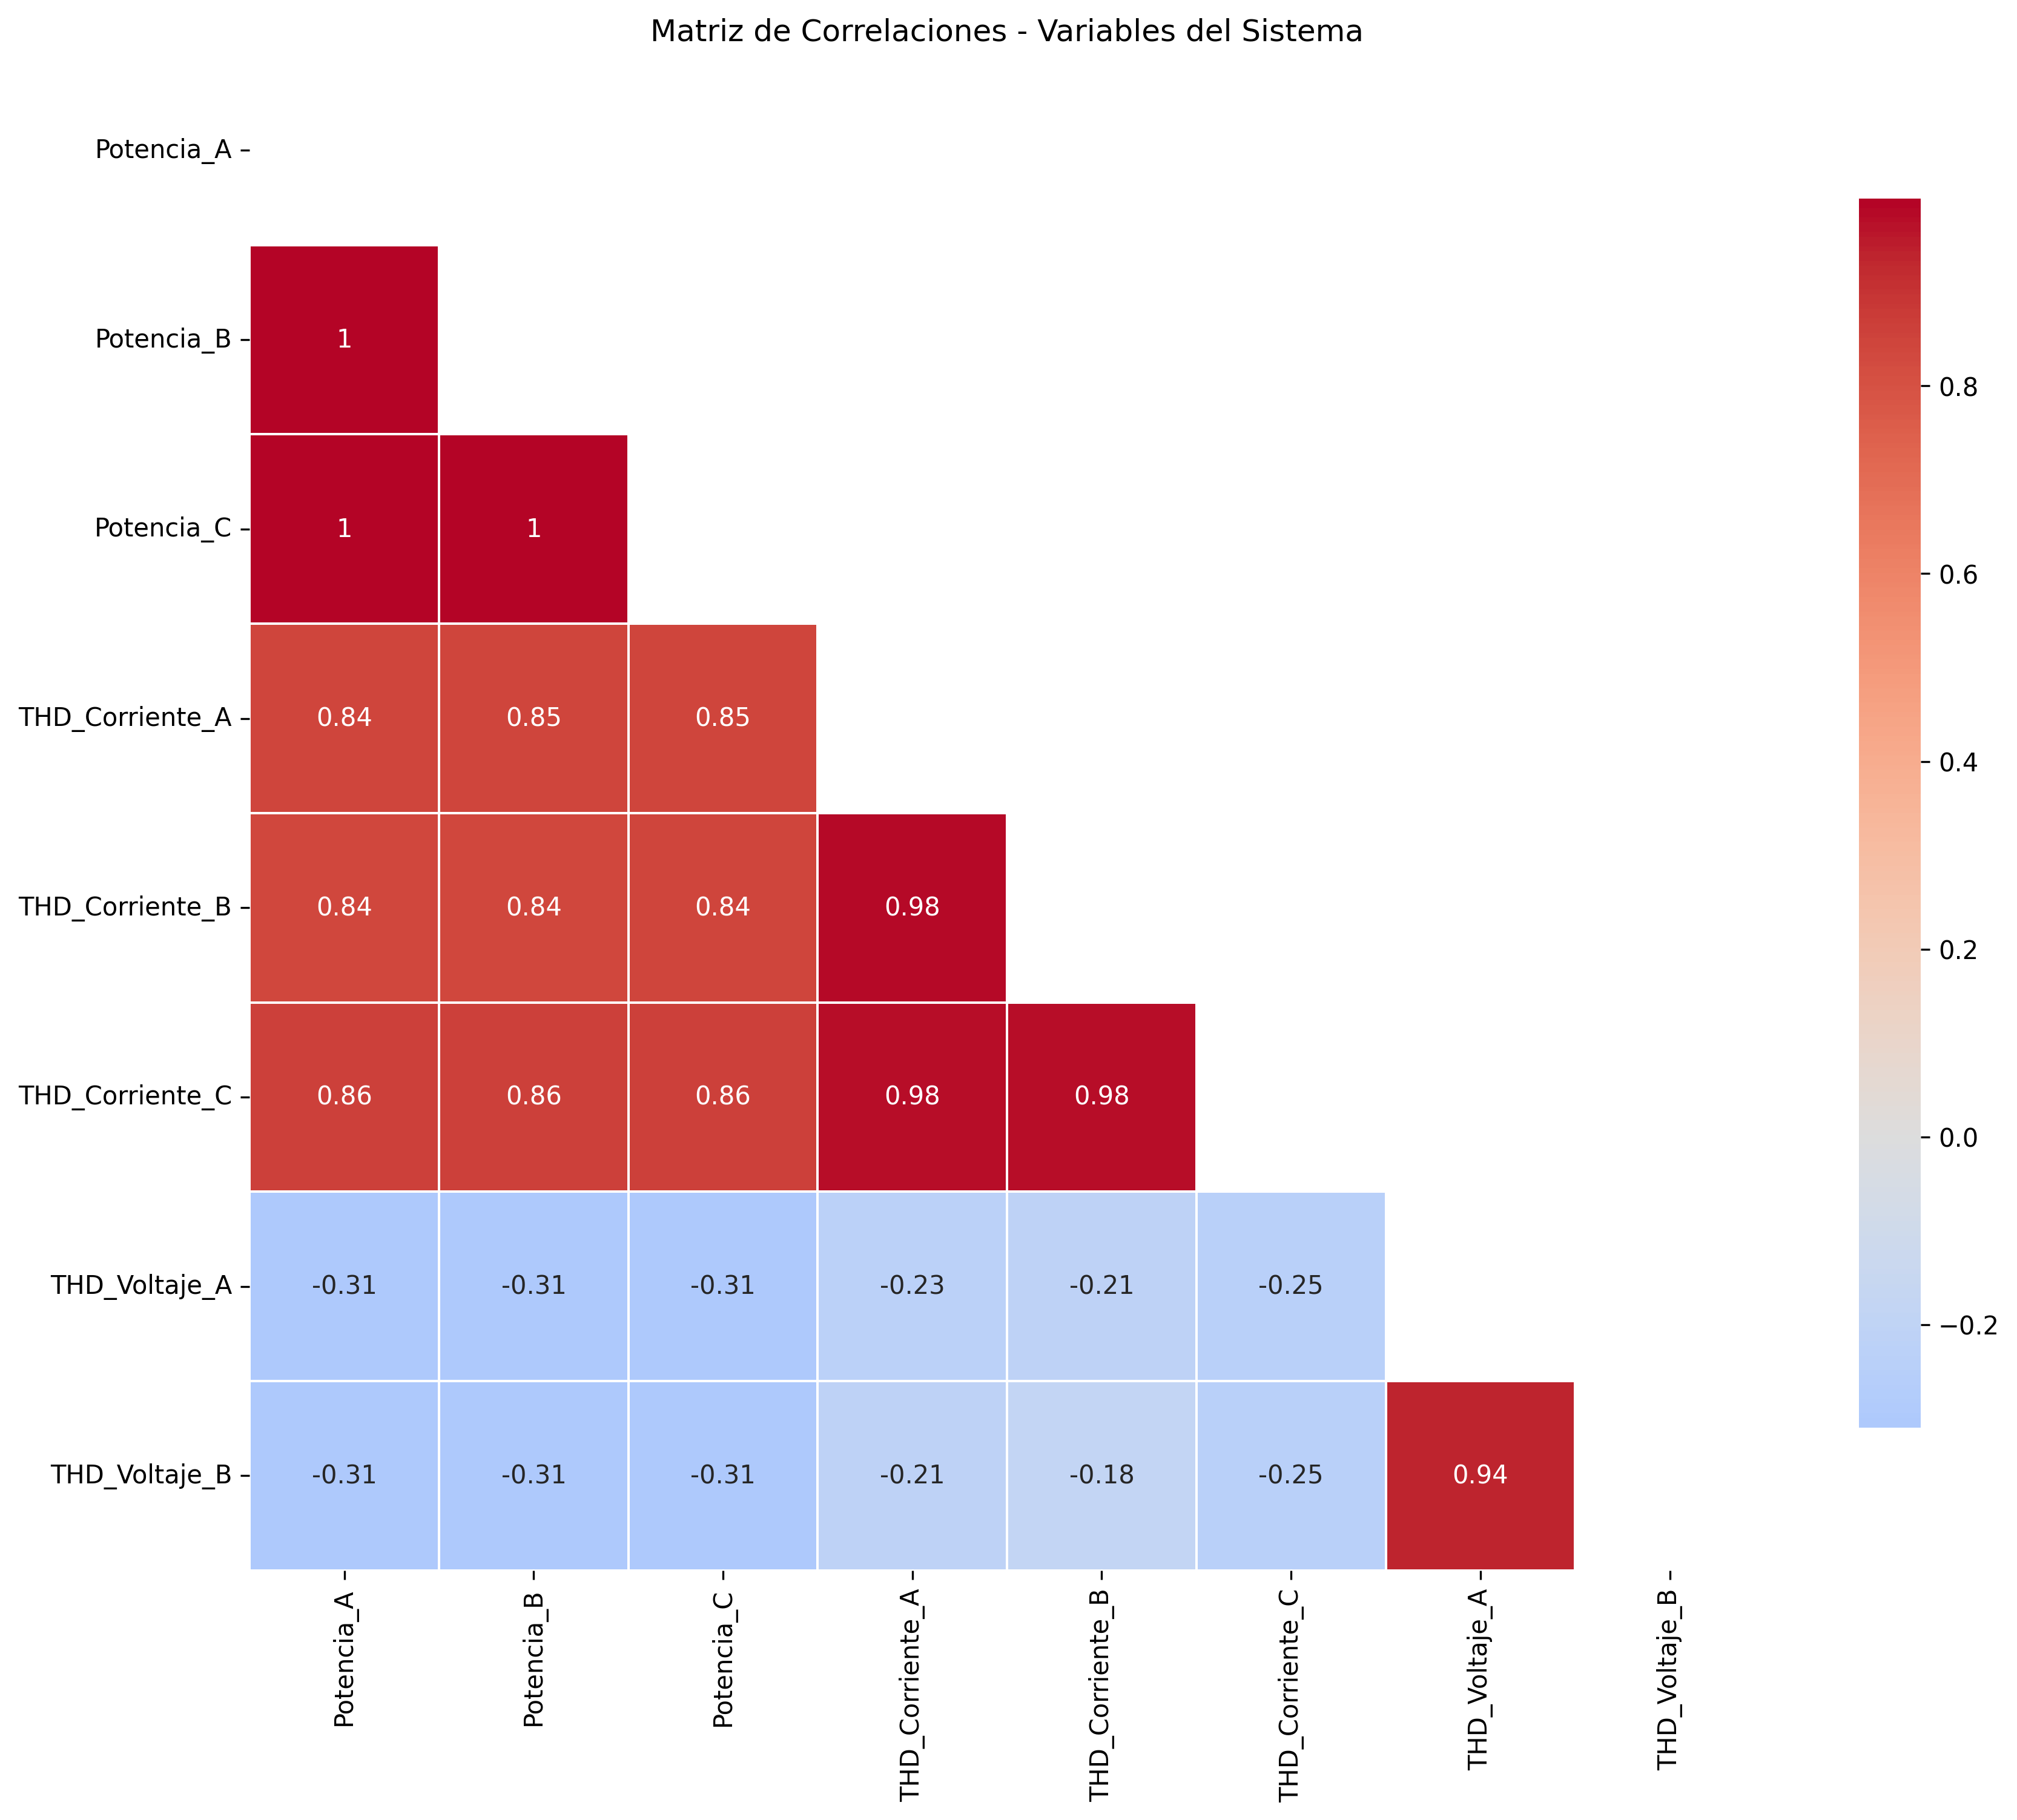 Matriz de Correlaciones - Variables del Sistema
Potencia_A
Potencia_B 1
Potencia_C 1 1
THD_Corriente_A 0.84 0.85 0.85
THD_Corriente_B 0.84 0.84 0.84 0.98
THD_Corriente_C 0.86 0.86 0.86 0.98 0.98
THD_Voltaje_A -0.31 -0.31 -0.31 -0.23 -0.21 -0.25
THD_Voltaje_B -0.31 -0.31 -0.31 -0.21 -0.18 -0.25 0.94
Potencia_A
Potencia_B
Potencia_C
THD_Corriente_A
THD_Corriente_B
THD_Corriente_C
THD_Voltaje_A
THD_Voltaje_B
0.8
0.6
0.4
0.2
0.0
−0.2